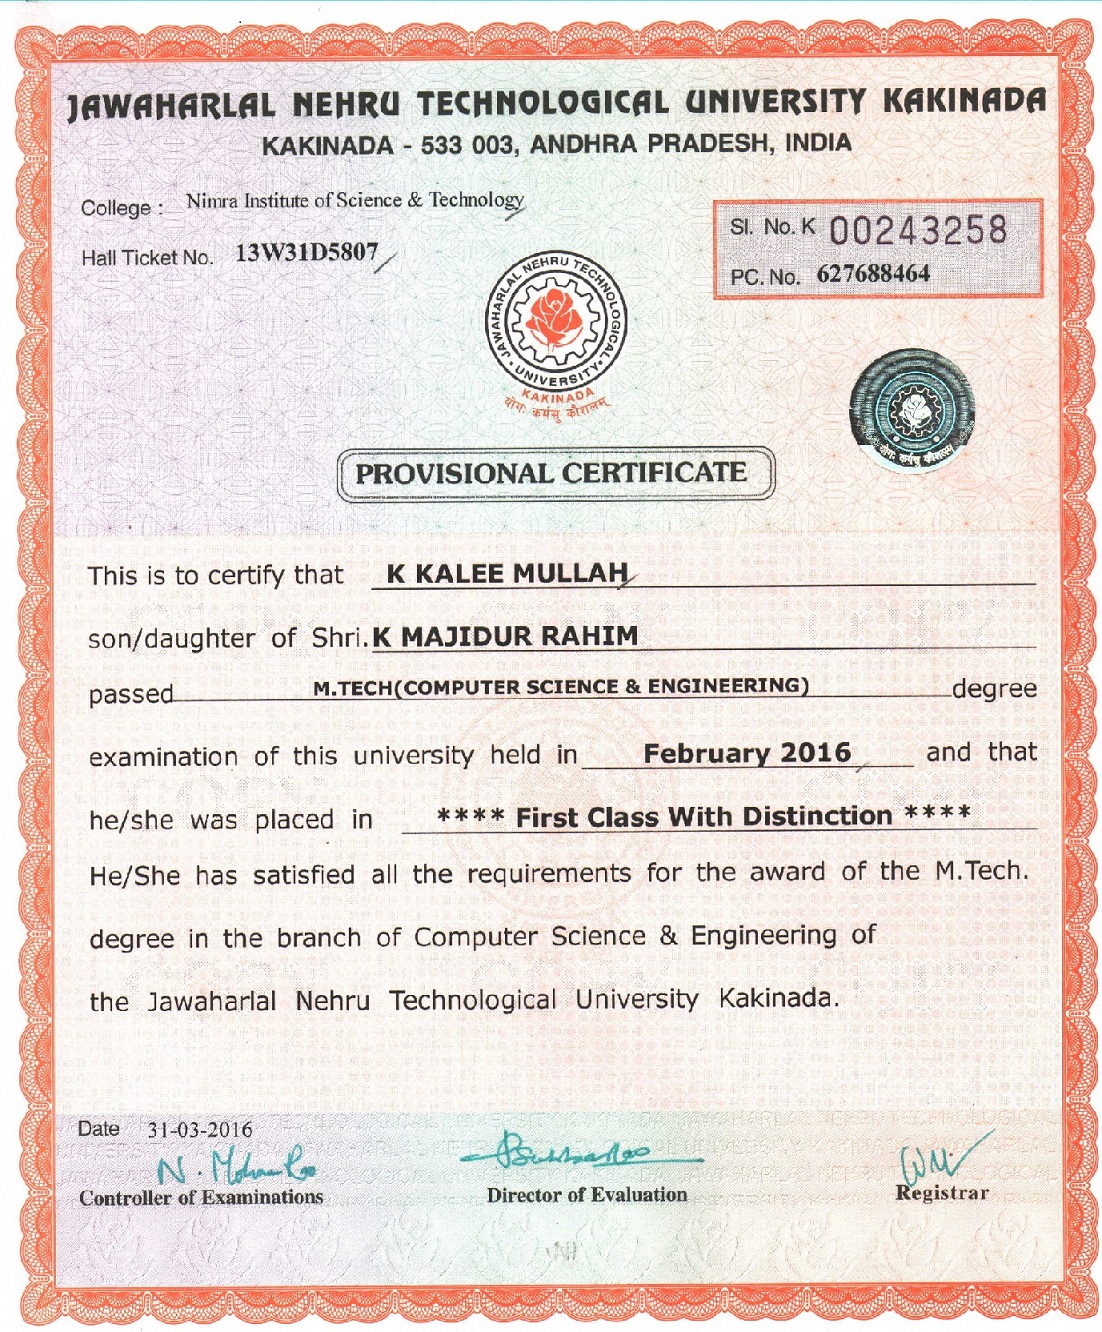 JAWAHARLAL NEHRU TECHNOLOGICAL UNIVERSITY KAKINADA
KAKINADA - 533 003, ANDHRA PRADESH, INDIA
College : Nimra Institute of Science & Technology
Hall Ticket No. 13W31D5807
Sl. No. K 00243258
PC. No. 627688464
JAWAHARLAL NEHRU TECHNOLOGICAL
UNIVERSITY
KAKINADA
योगः कर्मसु कौशलम्
योगः कर्मसु कौशलम्
PROVISIONAL CERTIFICATE
This is to certify that K KALEE MULLAH
son/daughter of Shri. K MAJIDUR RAHIM
passed M.TECH(COMPUTER SCIENCE & ENGINEERING) degree
examination of this university held in February 2016 and that
he/she was placed in **** First Class With Distinction ****
He/She has satisfied all the requirements for the award of the M.Tech.
degree in the branch of Computer Science & Engineering of
the Jawaharlal Nehru Technological University Kakinada.
Date 31-03-2016
N. Mohan Rao
Controller of Examinations
Director of Evaluation
Registrar